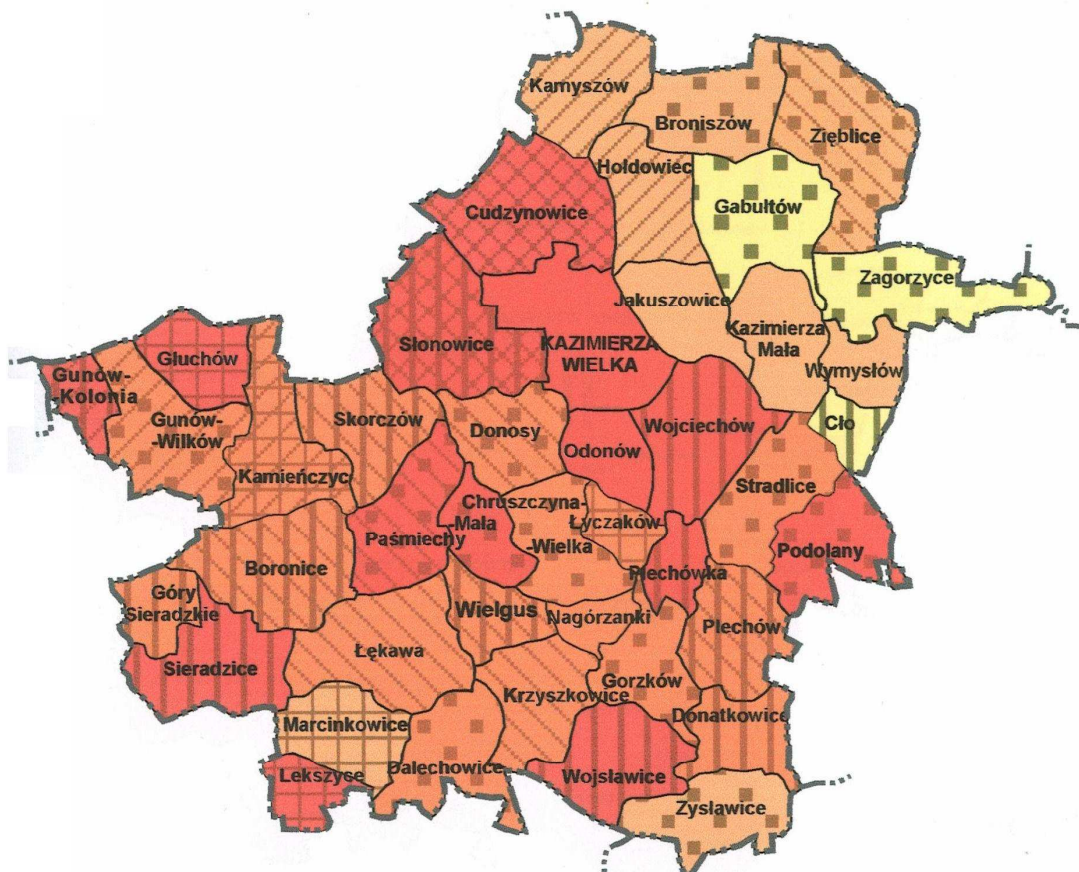 Kamyszów
Broniszów
Zięblice
Hołdowiec
Cudzynowice
Gabułtów
Zagorzyce
Jakuszowice
Kazimierza
Mała
Słonowice
KAZIMIERZA
WIELKA
Wymysłów
Głuchów
Gunów-
-Kolonia
Gunów-
-Wilków
Skorczów
Donosy
Wojciechów
Cło
Odonów
Kamieńczyc
Stradlice
Chruszczyna-
-Mała
-Wielka
Łyczaków
Paśmiechy
Podolany
Boronice
Plechówka
Góry
Sieradzkie
Wielgus
Nagórzanki
Plechów
Łękawa
Sieradzice
Krzyszkowice
Gorzków
Marcinkowice
Donatkowice
Lekszyce
Dalechowice
Wojsławice
Zysławice